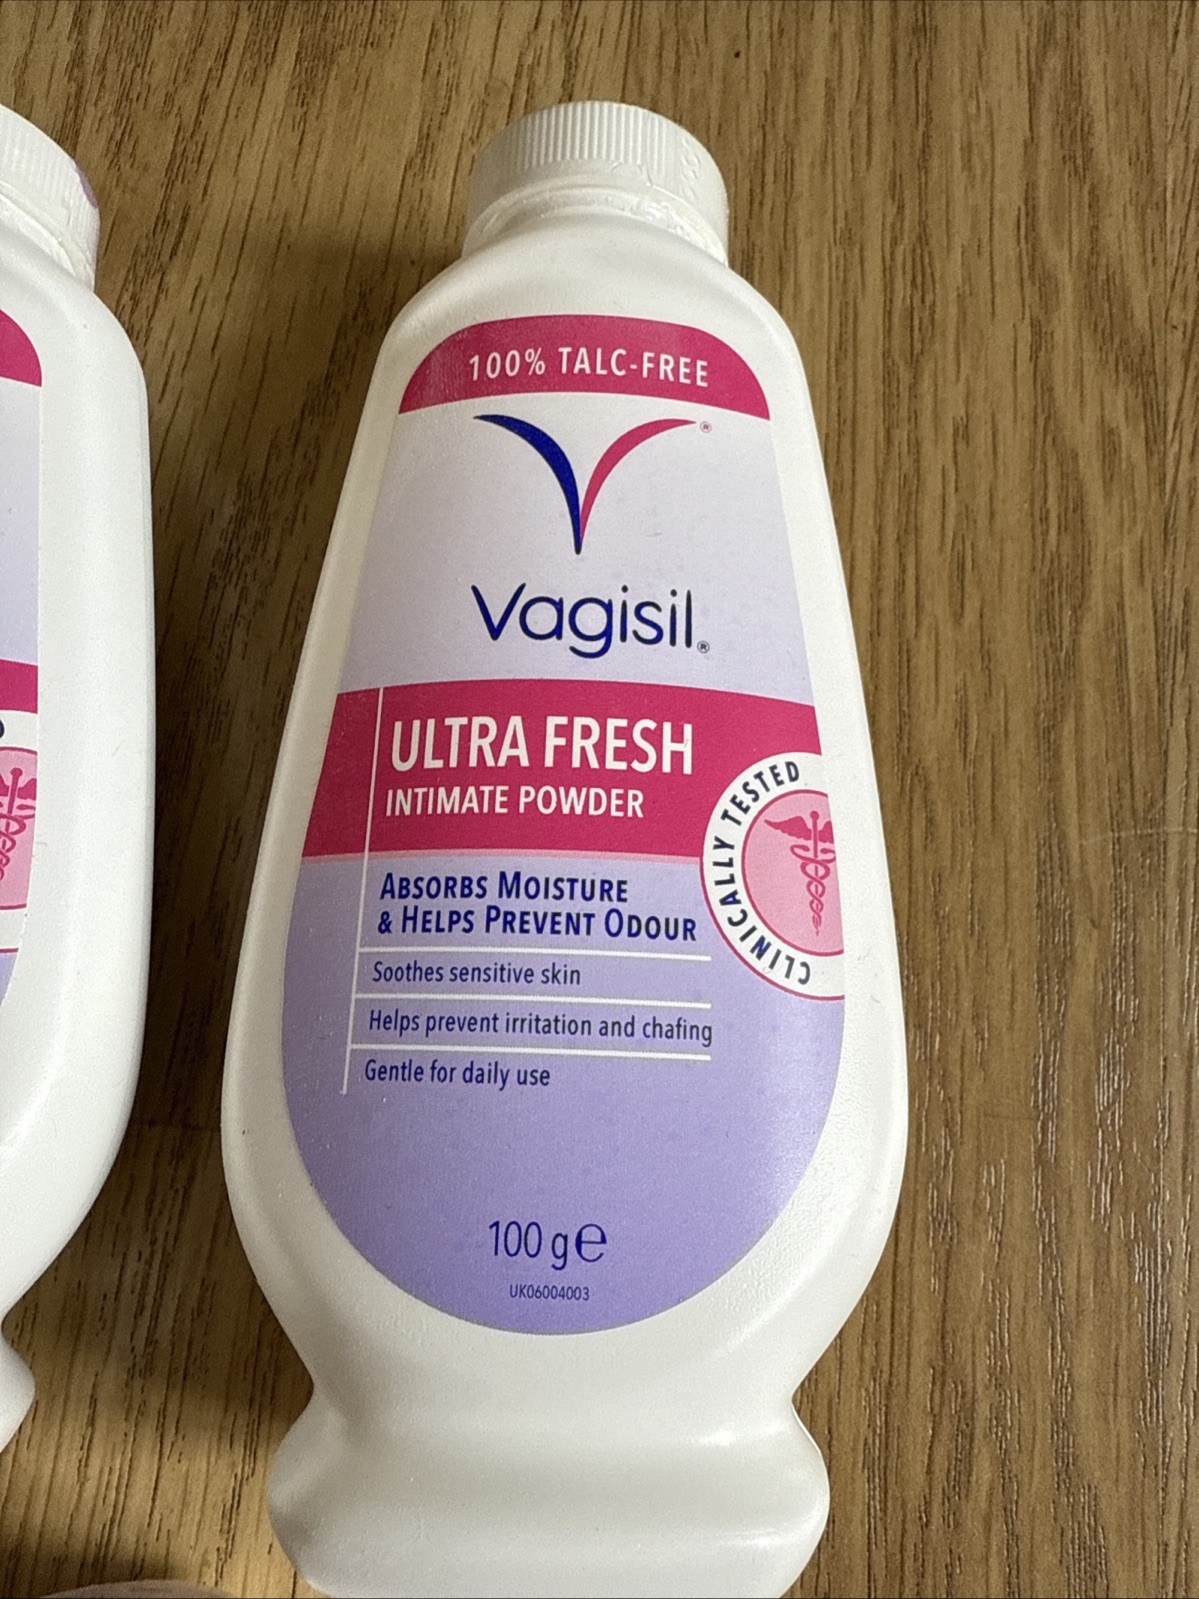 100% TALC-FREE
®
Vagisil®
ULTRA FRESH
INTIMATE POWDER
CLINICALLY TESTED
ABSORBS MOISTURE
& HELPS PREVENT ODOUR
Soothes sensitive skin
Helps prevent irritation and chafing
Gentle for daily use
100 g ℮
UK06004003